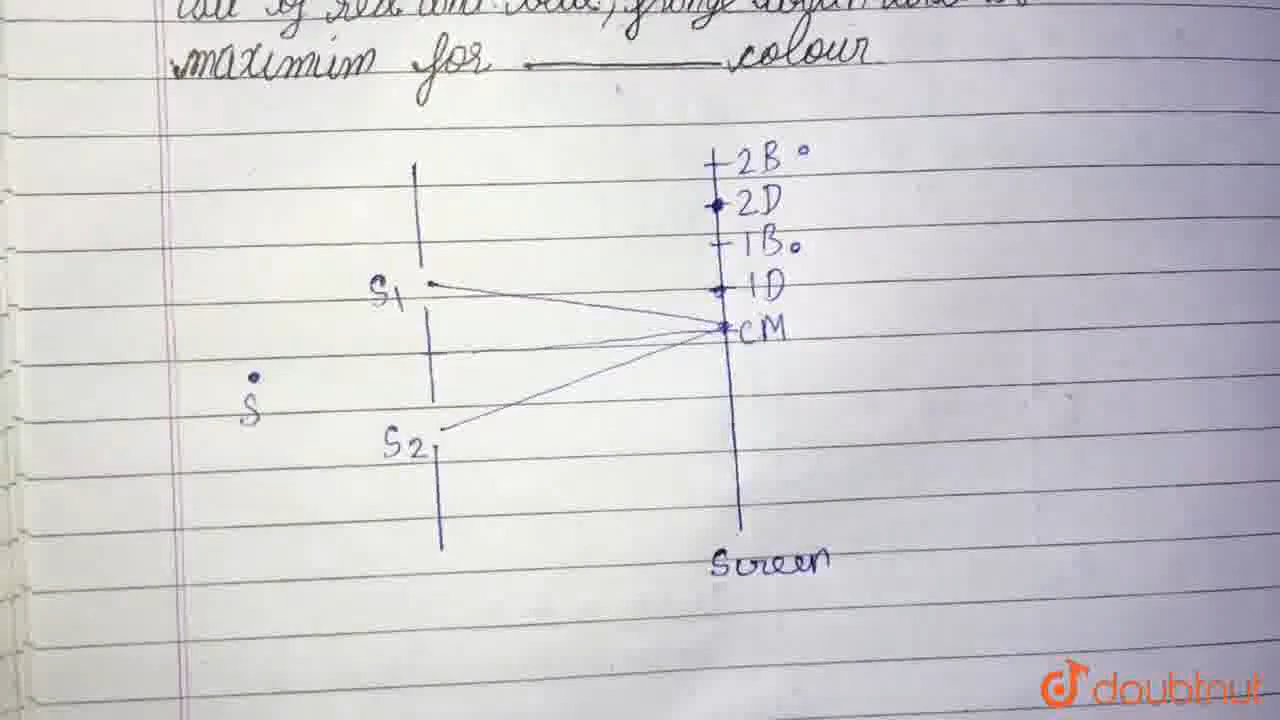 maximum for ______ colour
2B
2D
1B
S1
1D
CM
S
S2
Screen
doubtnut